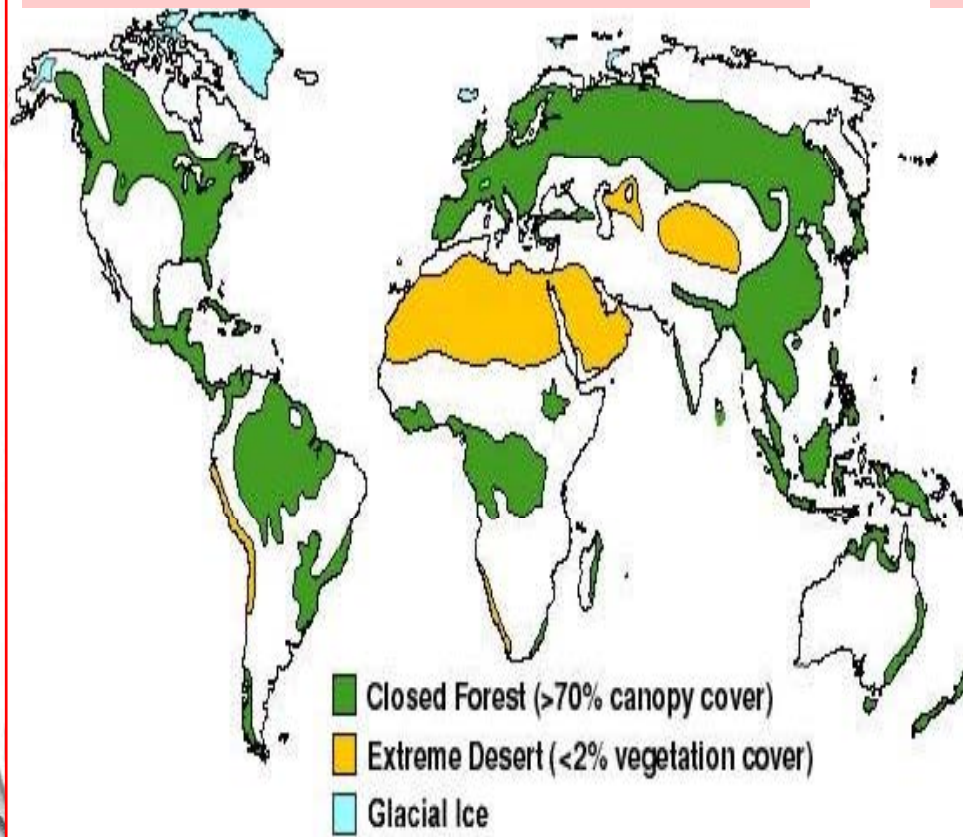 Closed Forest (>70% canopy cover)
Extreme Desert (<2% vegetation cover)
Glacial Ice